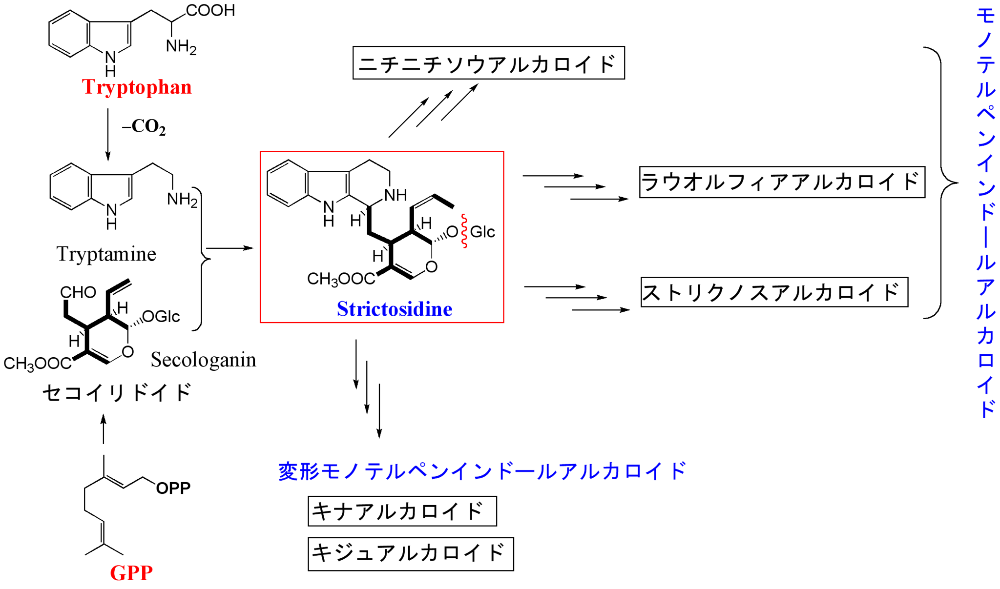 COOH
NH2
N
H
Tryptophan
–CO2
NH2
N
H
Tryptamine
CHO
H
OGlc
H
O
CH3OOC
Secologanin
セコイリドイド
OPP
GPP
ニチニチソウアルカロイド
NH
N
H
H
H
O
Glc
H
O
CH3OOC
Strictosidine
ラウオルフィアアルカロイド
ストリクノスアルカロイド
モノテルペンインドールアルカロイド
変形モノテルペンインドールアルカロイド
キナアルカロイド
キジュアルカロイド